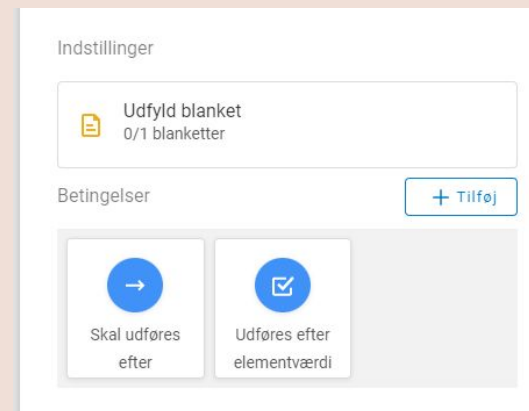 Indstillinger
Udfyld blanket
0/1 blanketter
Betingelser
+ Tilføj
Skal udføres
efter
Udføres efter
elementværdi